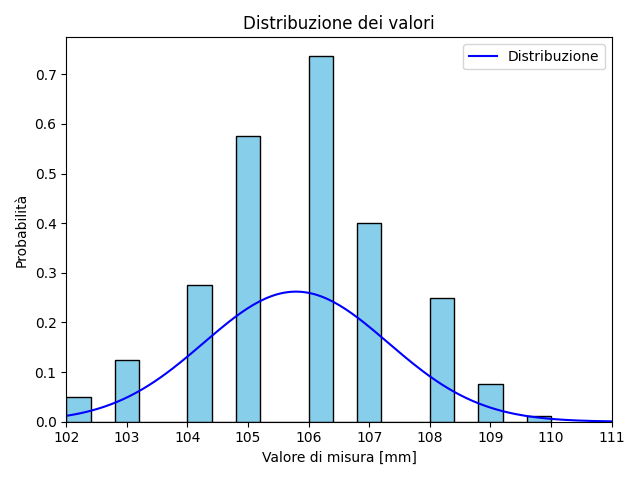 Distribuzione dei valori
Distribuzione
0.7
0.6
0.5
0.4
0.3
0.2
0.1
0.0
Probabilità
102 103 104 105 106 107 108 109 110 111
Valore di misura [mm]